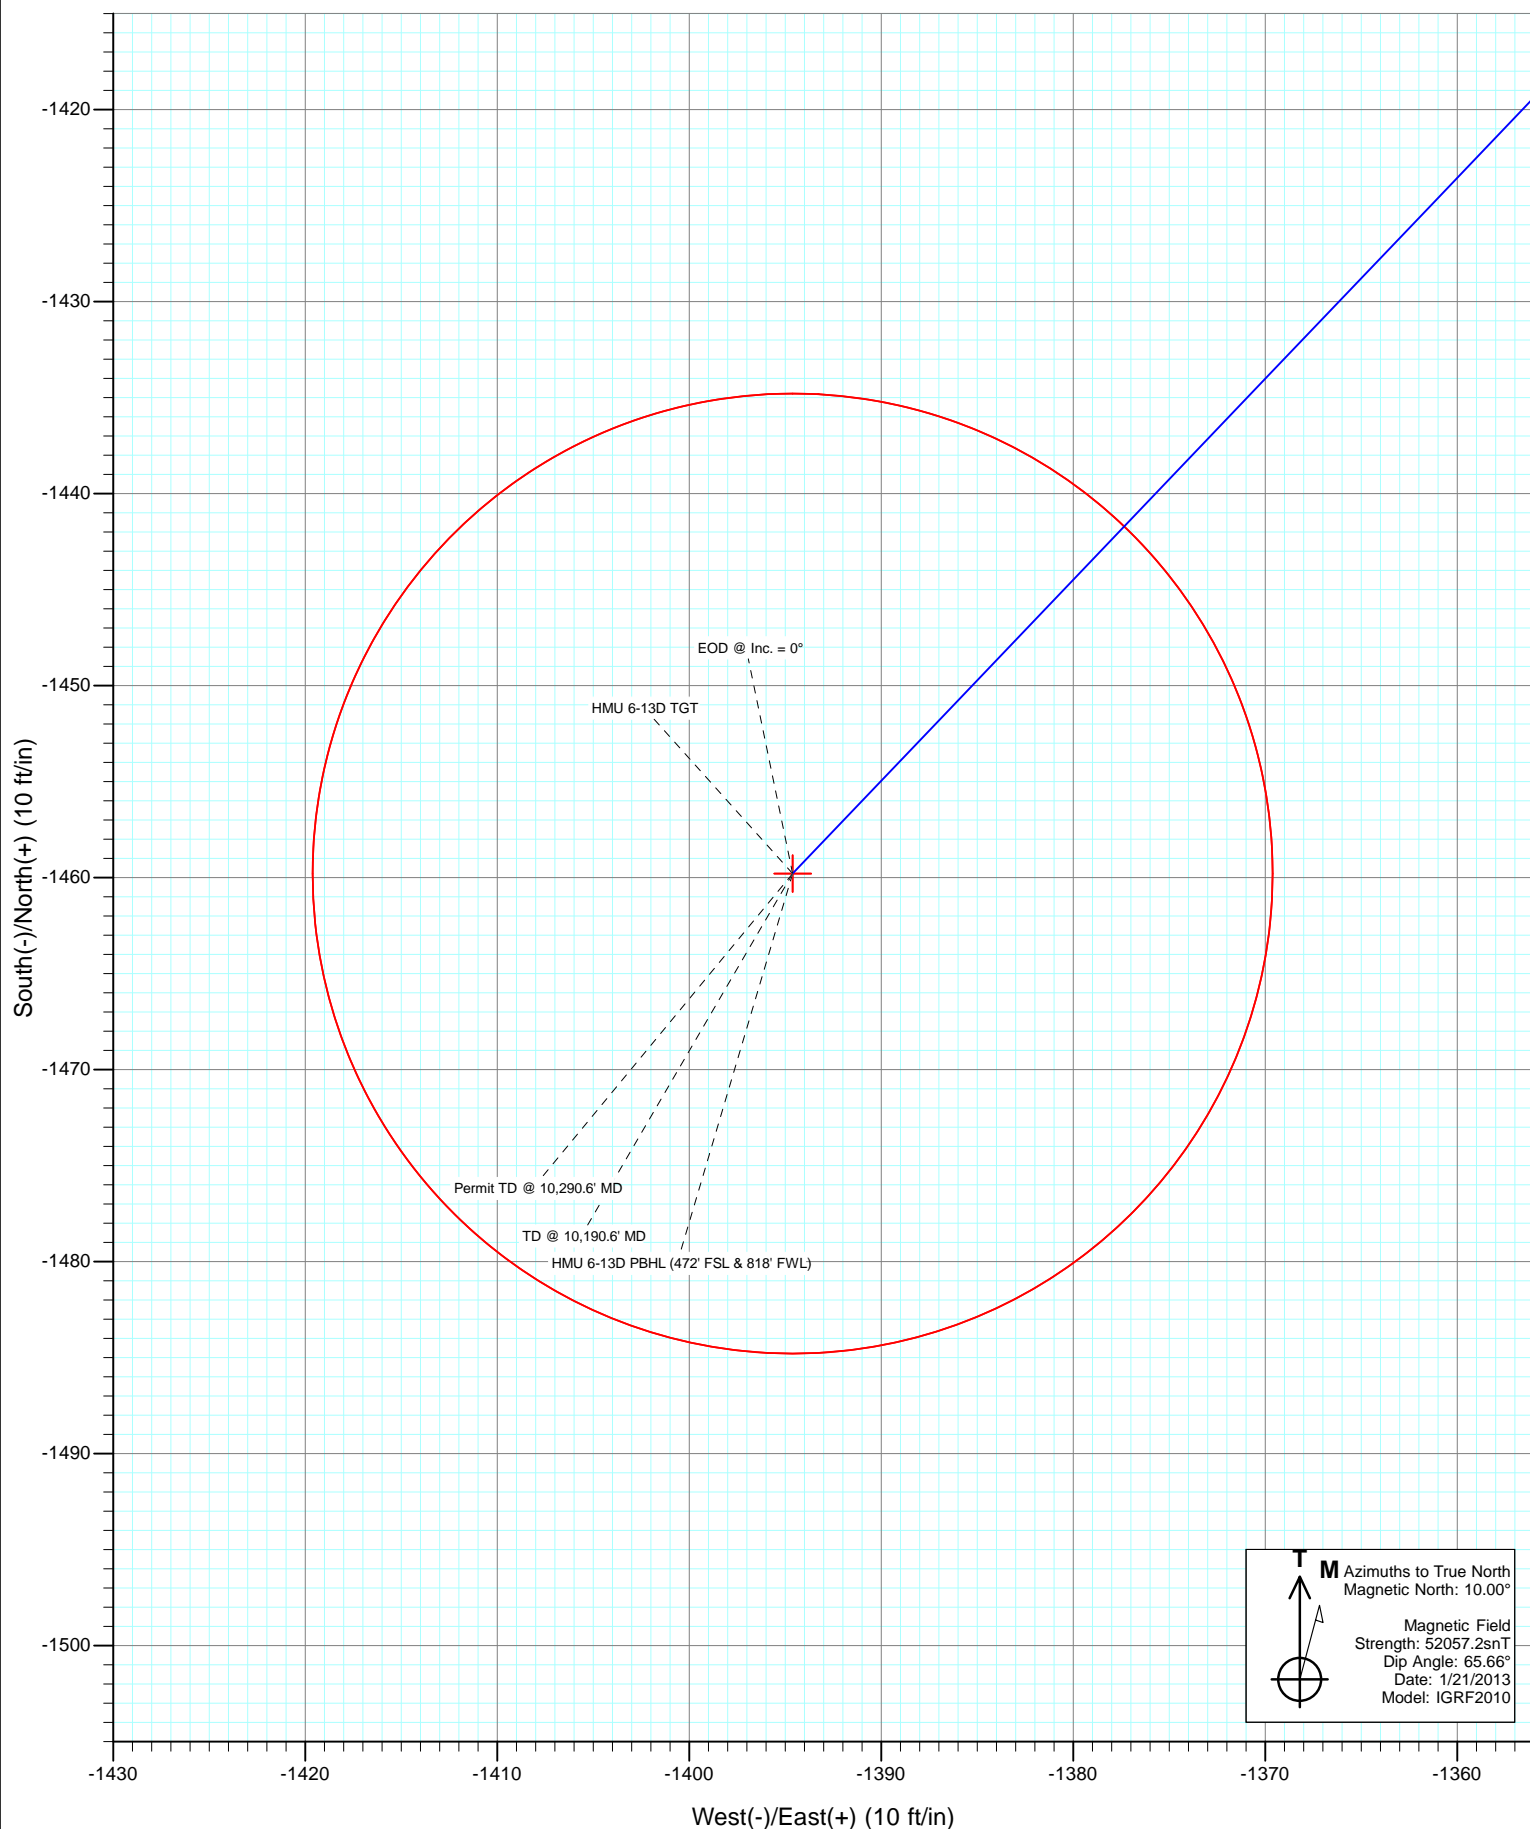 -1420
-1430
-1440
-1450
-1460
-1470
-1480
-1490
-1500
South(-)/North(+) (10 ft/in)
EOD @ Inc. = 0°
HMU 6-13D TGT
Permit TD @ 10,290.6' MD
TD @ 10,190.6' MD
HMU 6-13D PBHL (472' FSL & 818' FWL)
T
M
Azimuths to True North
Magnetic North: 10.00°
Magnetic Field
Strength: 52057.2snT
Dip Angle: 65.66°
Date: 1/21/2013
Model: IGRF2010
-1430
-1420
-1410
-1400
-1390
-1380
-1370
-1360
West(-)/East(+) (10 ft/in)